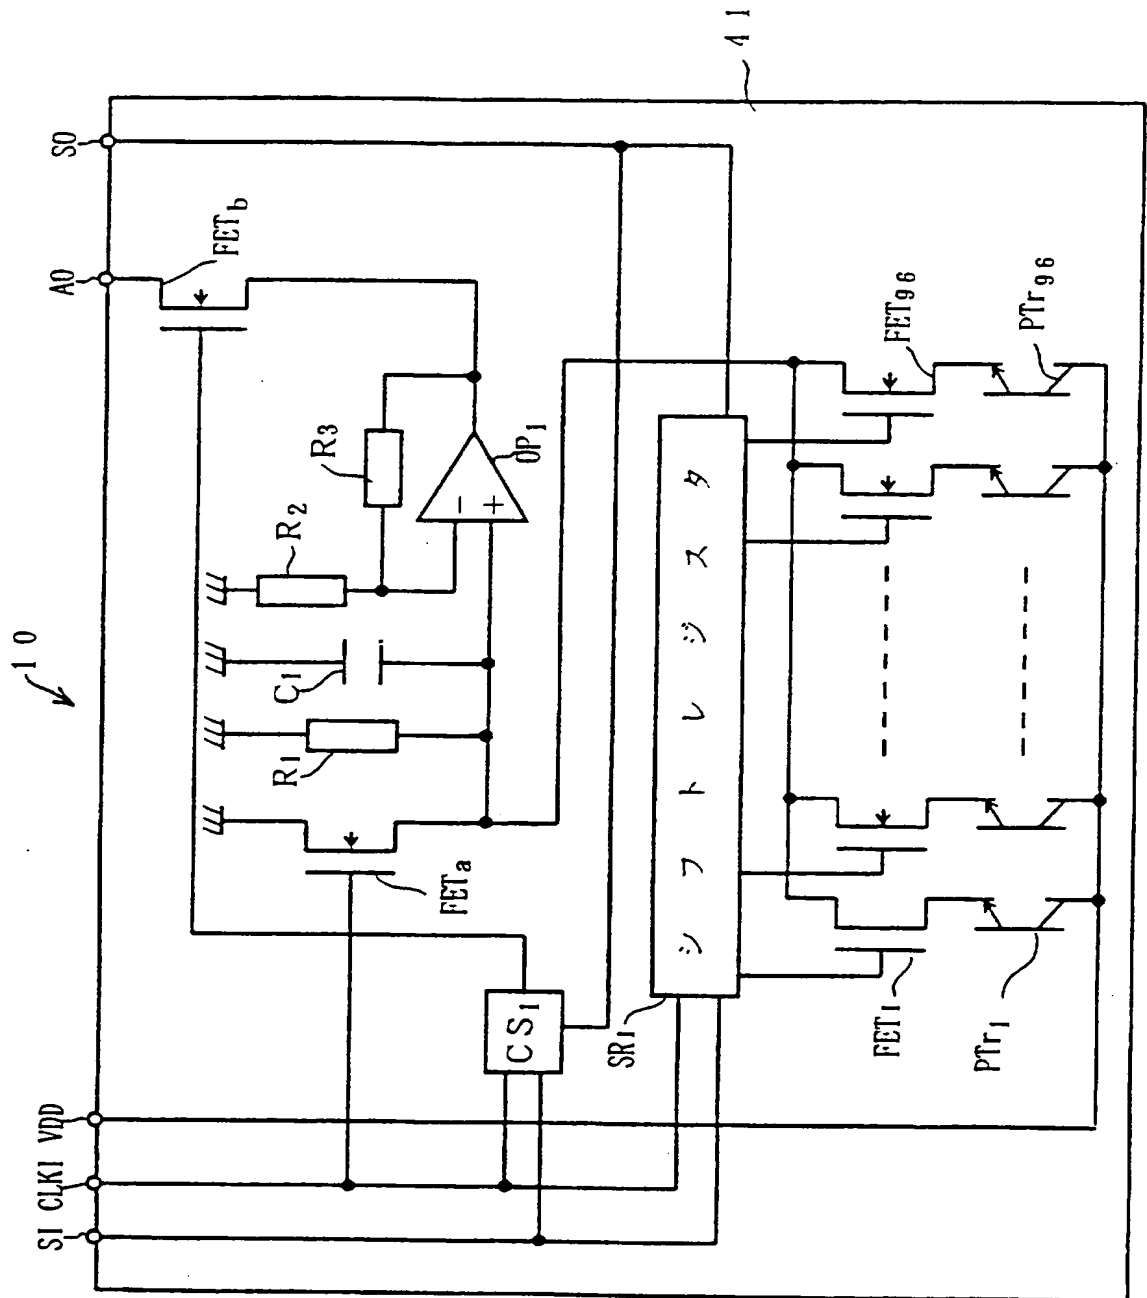 10
41
SI
CLK1
VDD
AO
SO
FETb
R3
R2
C1
R1
OP1
−
+
FETa
CS1
SR1
シフトレジスタ
FET1
FET96
PTr1
PTr96